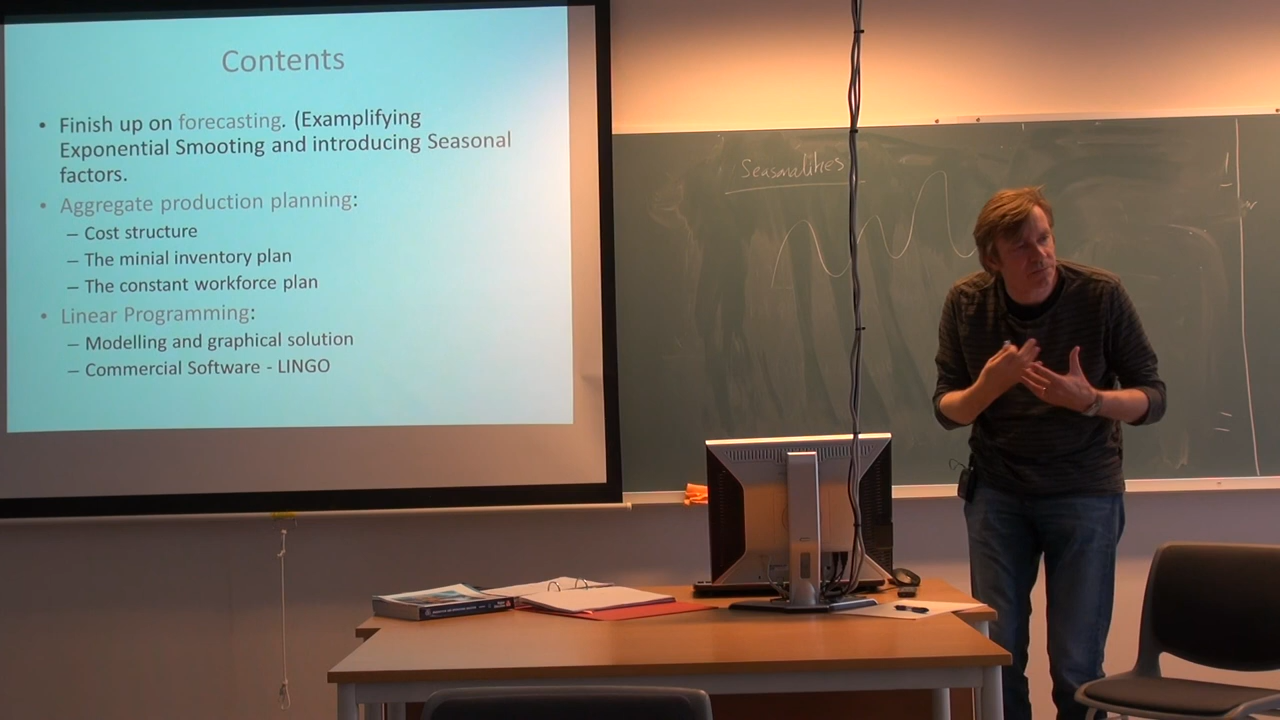 Contents
• Finish up on forecasting. (Examplifying
Exponential Smooting and introducing Seasonal
factors.
• Aggregate production planning:
– Cost structure
– The minial inventory plan
– The constant workforce plan
• Linear Programming:
– Modelling and graphical solution
– Commercial Software - LINGO
Seasonalities